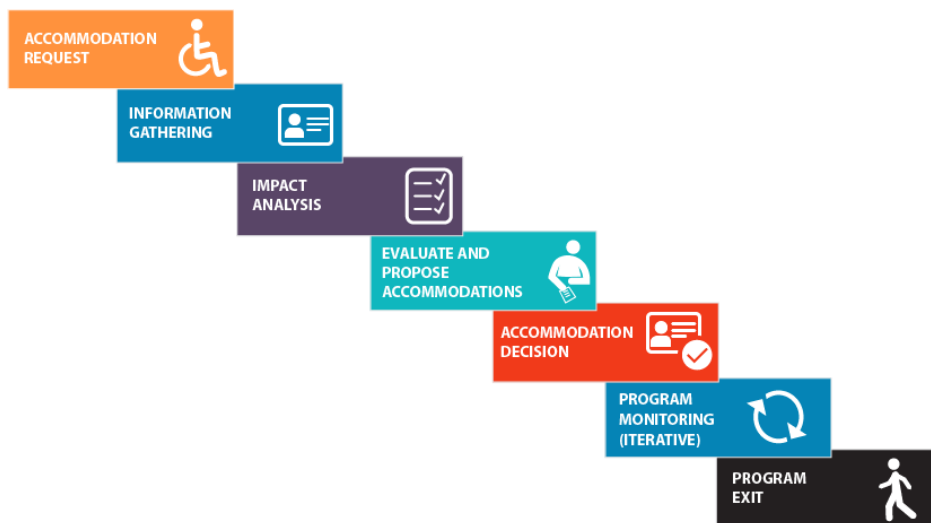 ACCOMMODATION
REQUEST
INFORMATION
GATHERING
IMPACT
ANALYSIS
EVALUATE AND
PROPOSE
ACCOMMODATIONS
ACCOMMODATION
DECISION
PROGRAM
MONITORING
(ITERATIVE)
PROGRAM
EXIT